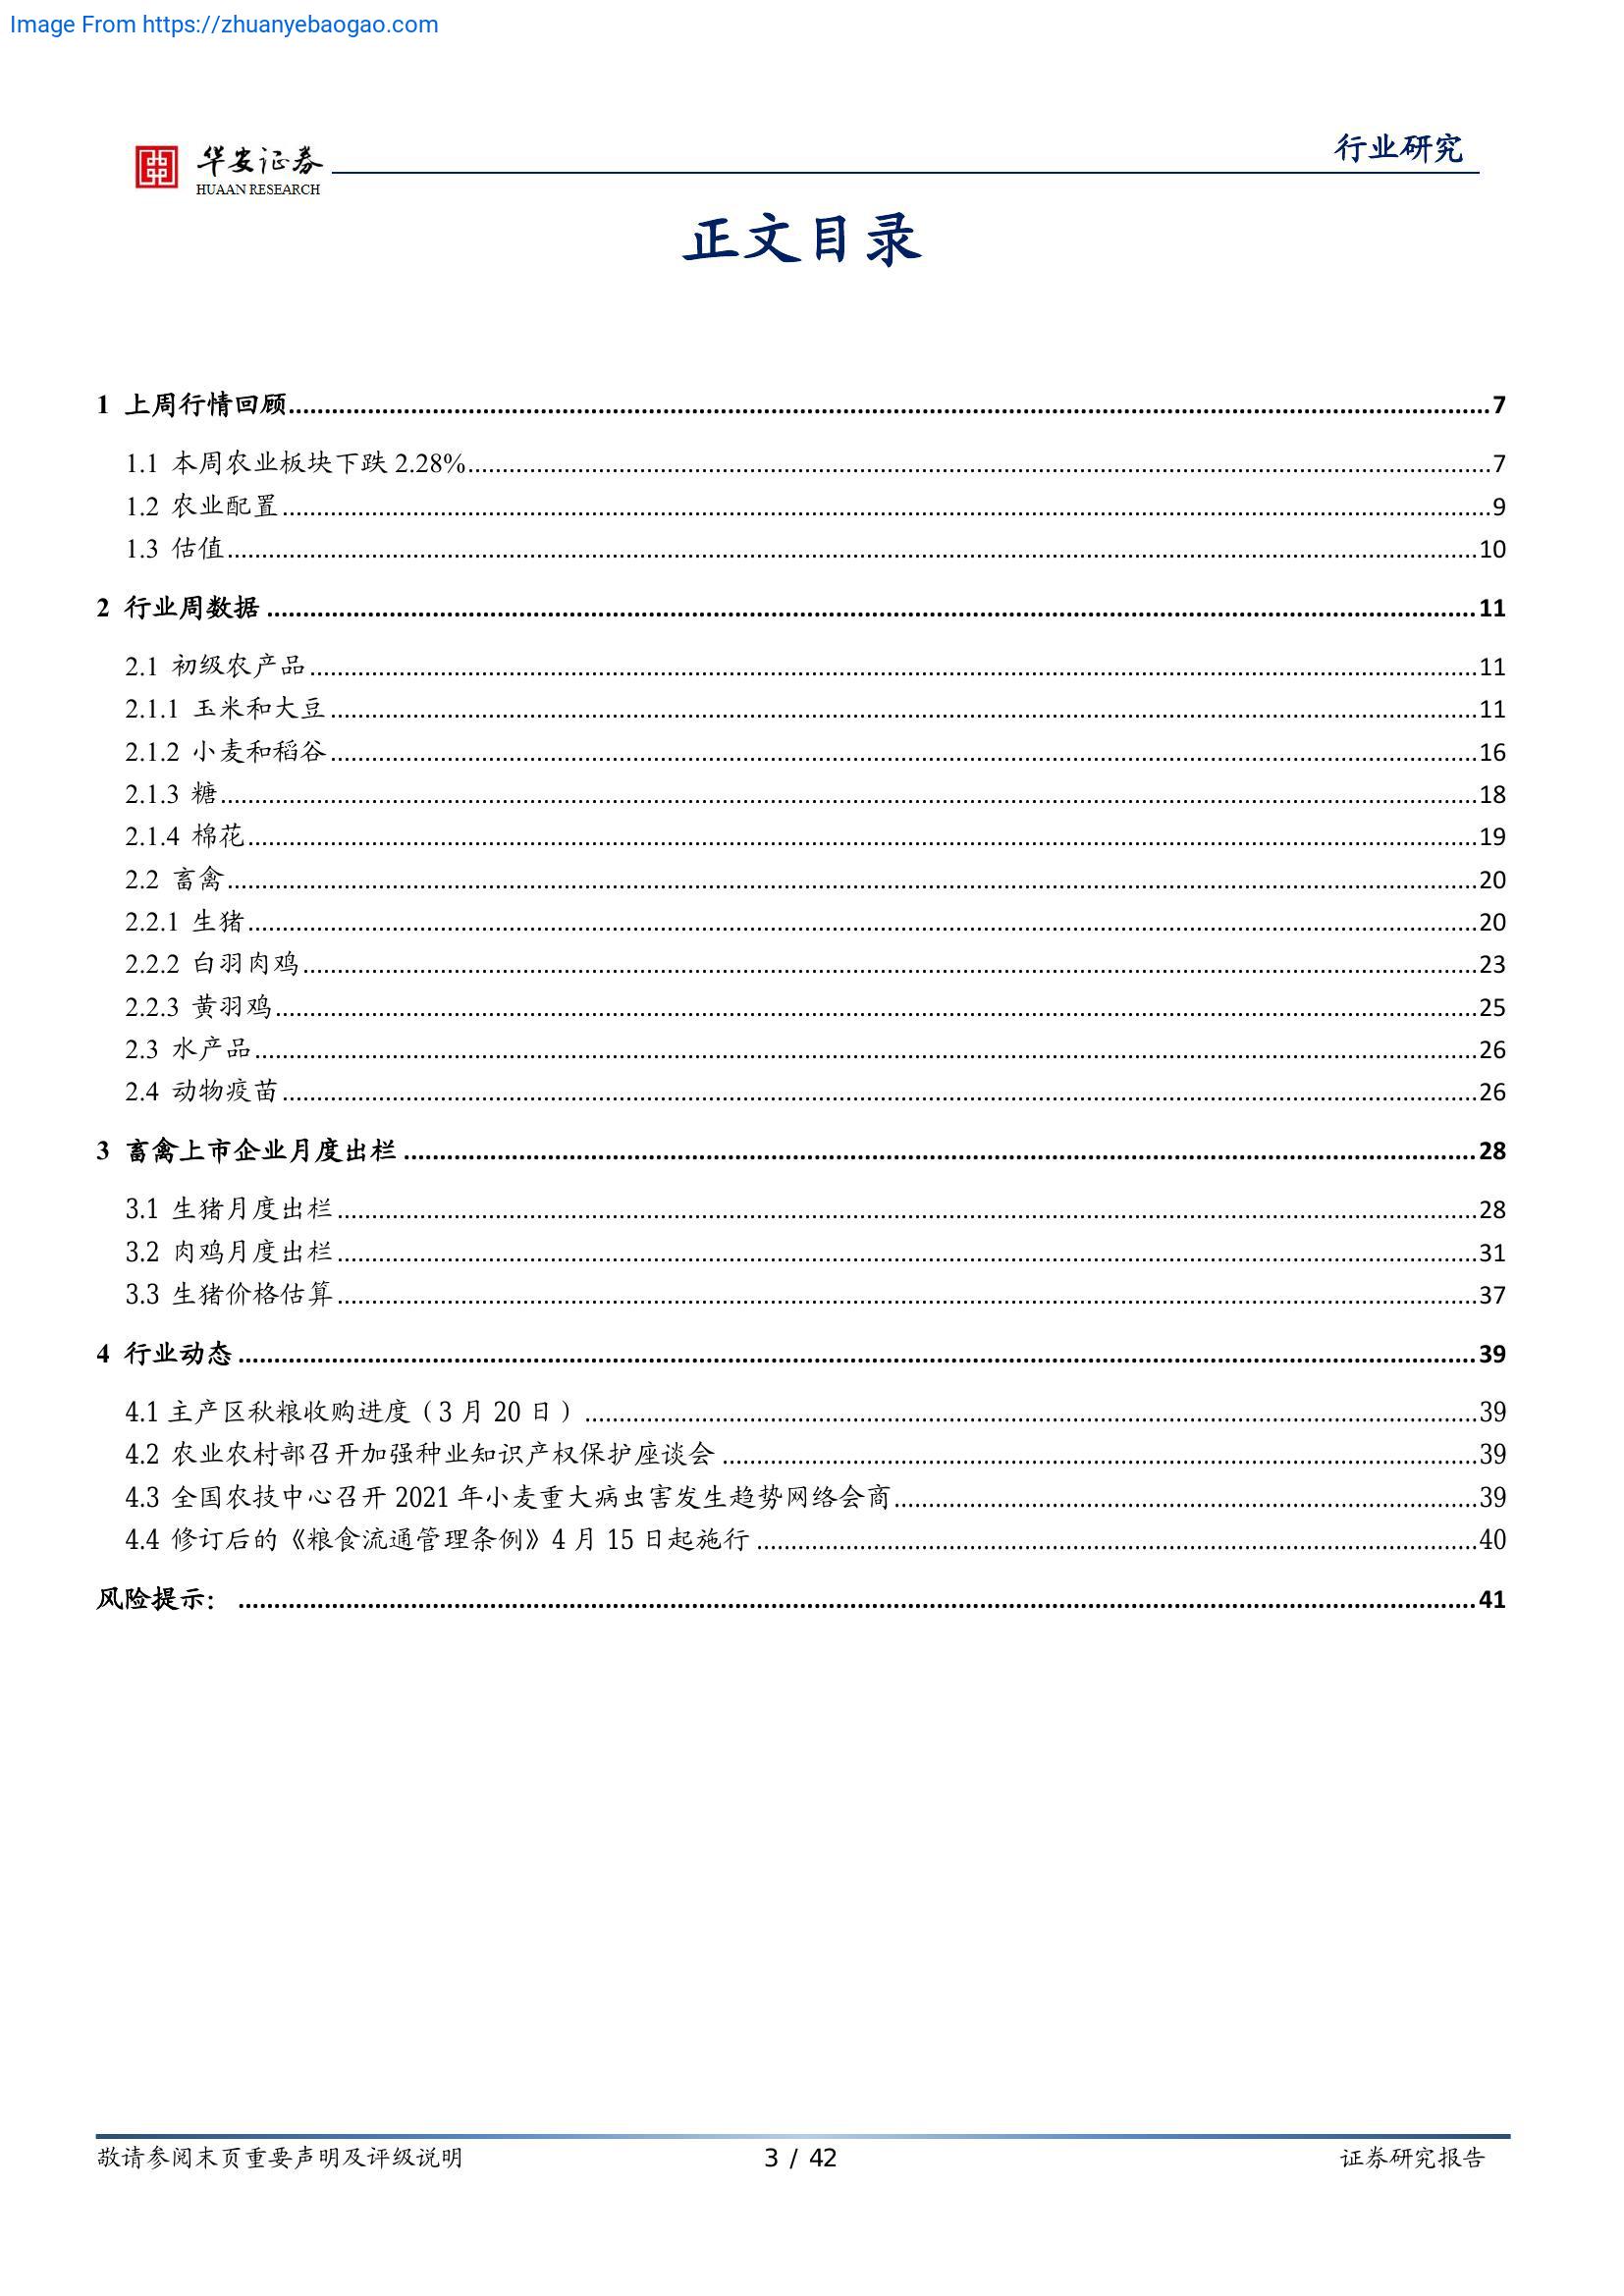 Image From https://zhuanyebaogao.com
华安证券
HUAAN RESEARCH
行业研究
正文目录
1 上周行情回顾....................7
1.1 本周农业板块下跌 2.28%....................7
1.2 农业配置....................9
1.3 估值....................10
2 行业周数据....................11
2.1 初级农产品....................11
2.1.1 玉米和大豆....................11
2.1.2 小麦和稻谷....................16
2.1.3 糖....................18
2.1.4 棉花....................19
2.2 畜禽....................20
2.2.1 生猪....................20
2.2.2 白羽肉鸡....................23
2.2.3 黄羽鸡....................25
2.3 水产品....................26
2.4 动物疫苗....................26
3 畜禽上市企业月度出栏....................28
3.1 生猪月度出栏....................28
3.2 肉鸡月度出栏....................31
3.3 生猪价格估算....................37
4 行业动态....................39
4.1 主产区秋粮收购进度（3 月 20 日）....................39
4.2 农业农村部召开加强种业知识产权保护座谈会....................39
4.3 全国农技中心召开 2021 年小麦重大病虫害发生趋势网络会商....................39
4.4 修订后的《粮食流通管理条例》4 月 15 日起施行....................40
风险提示：....................41
敬请参阅末页重要声明及评级说明
3 / 42
证券研究报告